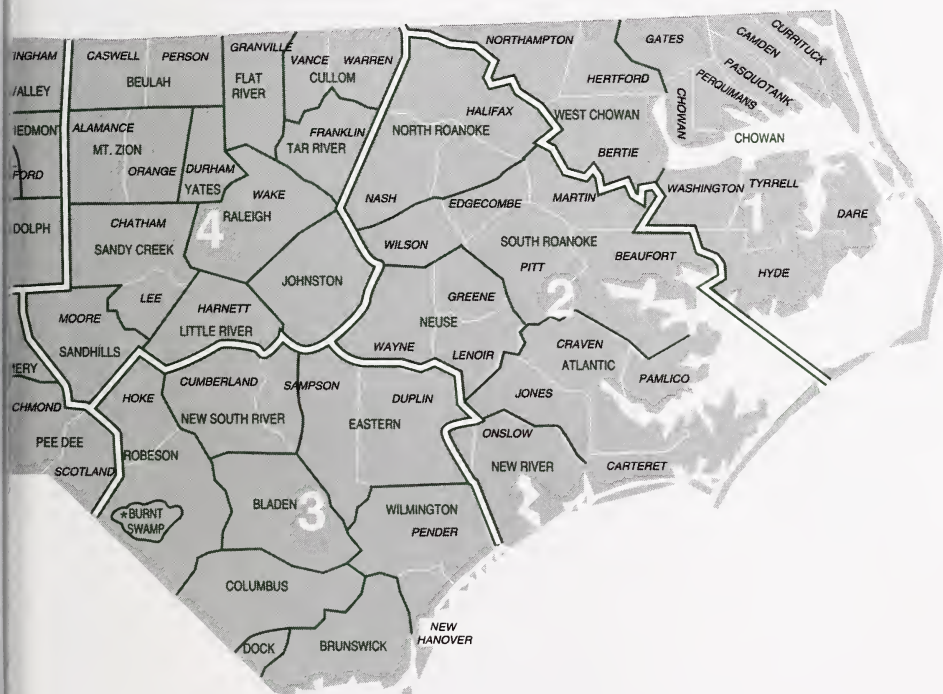 INGHAM
CASWELL
PERSON
GRANVILLE
VANCE
WARREN
NORTHAMPTON
GATES
CURRITUCK
CAMDEN
PASQUOTANK
PERQUIMANS
ALLEY
BEULAH
FLAT
RIVER
CULLOM
HERTFORD
HALIFAX
WEST CHOWAN
CHOWAN
CHOWAN
IEDMONT
ALAMANCE
MT. ZION
FRANKLIN
TAR RIVER
NORTH ROANOKE
BERTIE
FORD
ORANGE
DURHAM
YATES
WAKE
RALEIGH
4
NASH
EDGECOMBE
MARTIN
WASHINGTON
TYRRELL
1
DARE
DOLPH
CHATHAM
SANDY CREEK
WILSON
SOUTH ROANOKE
PITT
BEAUFORT
HYDE
JOHNSTON
2
LEE
MOORE
HARNETT
LITTLE RIVER
GREENE
NEUSE
SANDHILLS
WAYNE
LENOIR
CRAVEN
ATLANTIC
PAMLICO
ERY
CHMOND
HOKE
CUMBERLAND
SAMPSON
DUPLIN
JONES
NEW SOUTH RIVER
EASTERN
ONSLOW
PEE DEE
ROBESON
NEW RIVER
CARTERET
SCOTLAND
*BURNT
SWAMP
BLADEN
3
WILMINGTON
PENDER
COLUMBUS
NEW
HANOVER
DOCK
BRUNSWICK